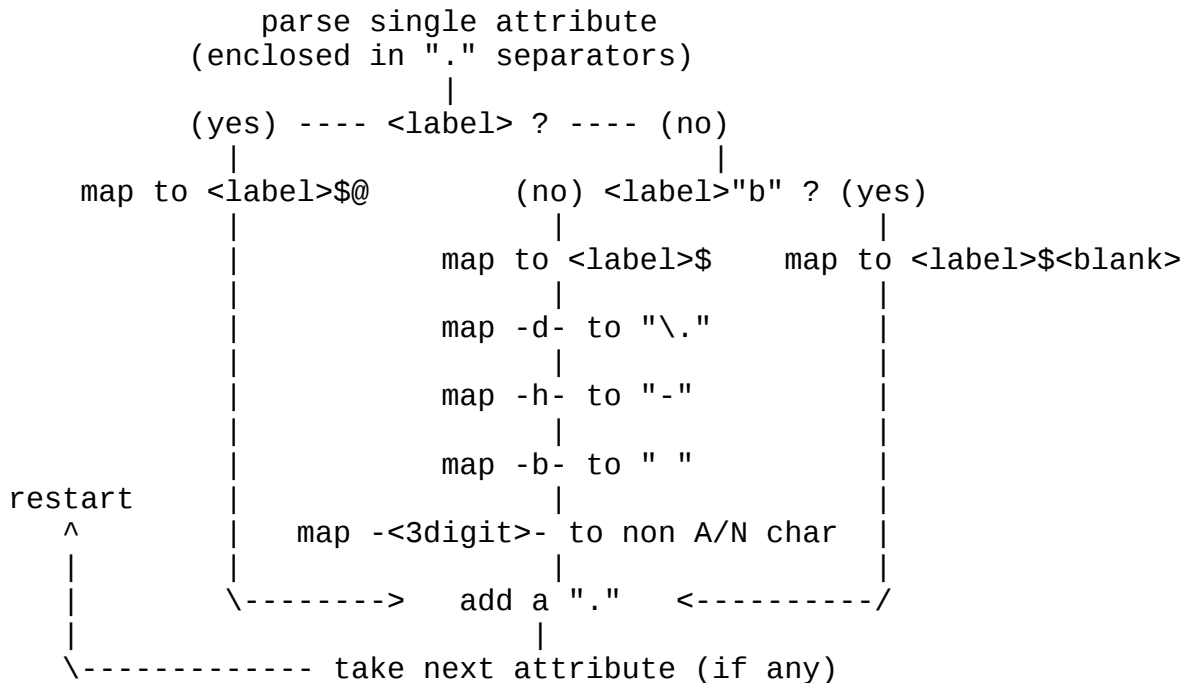 parse single attribute
(enclosed in "." separators)
|
(yes) ---- <label> ? ---- (no)
|                             |
map to <label>$@        (no) <label>"b" ? (yes)
|                   |                   |
|             map to <label>$    map to <label>$<blank>
|                   |                   |
|             map -d- to "\."           |
|                   |                   |
|             map -h- to "-"            |
|                   |                   |
|             map -b- to " "            |
restart      |                   |                   |
^         |    map -<3digit>- to non A/N char  |
|         |                   |                   |
|         \-------->   add a "."   <----------/
|                            |
\------------- take next attribute (if any)